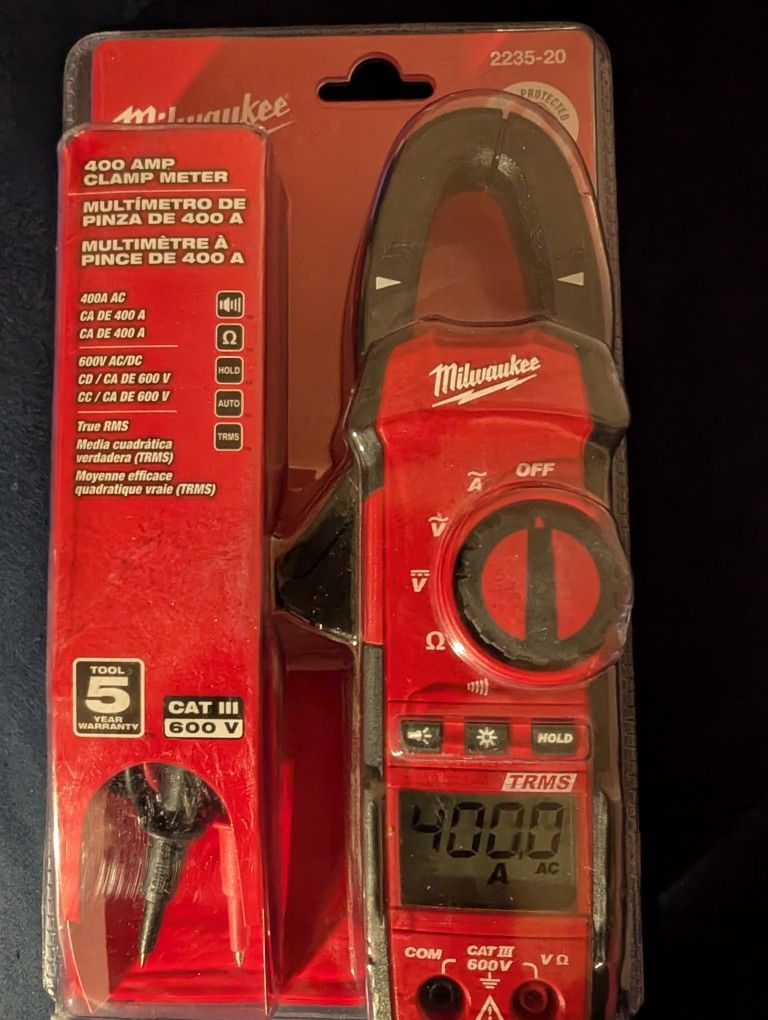 2235-20
PROTECTED
Milwaukee
400 AMP
CLAMP METER
MULTÍMETRO DE
PINZA DE 400 A
MULTIMÈTRE À
PINCE DE 400 A
400A AC
CA DE 400 A
CA DE 400 A
600V AC/DC
CD / CA DE 600 V
CC / CA DE 600 V
True RMS
Media cuadrática
verdadera (TRMS)
Moyenne efficace
quadratique vraie (TRMS)
Ω
HOLD
AUTO
TRMS
TOOL
5
YEAR
WARRANTY
CAT III
600 V
Milwaukee
OFF
A
V
V
Ω
HOLD
TRMS
400.0
A AC
COM CAT III VΩ
600V